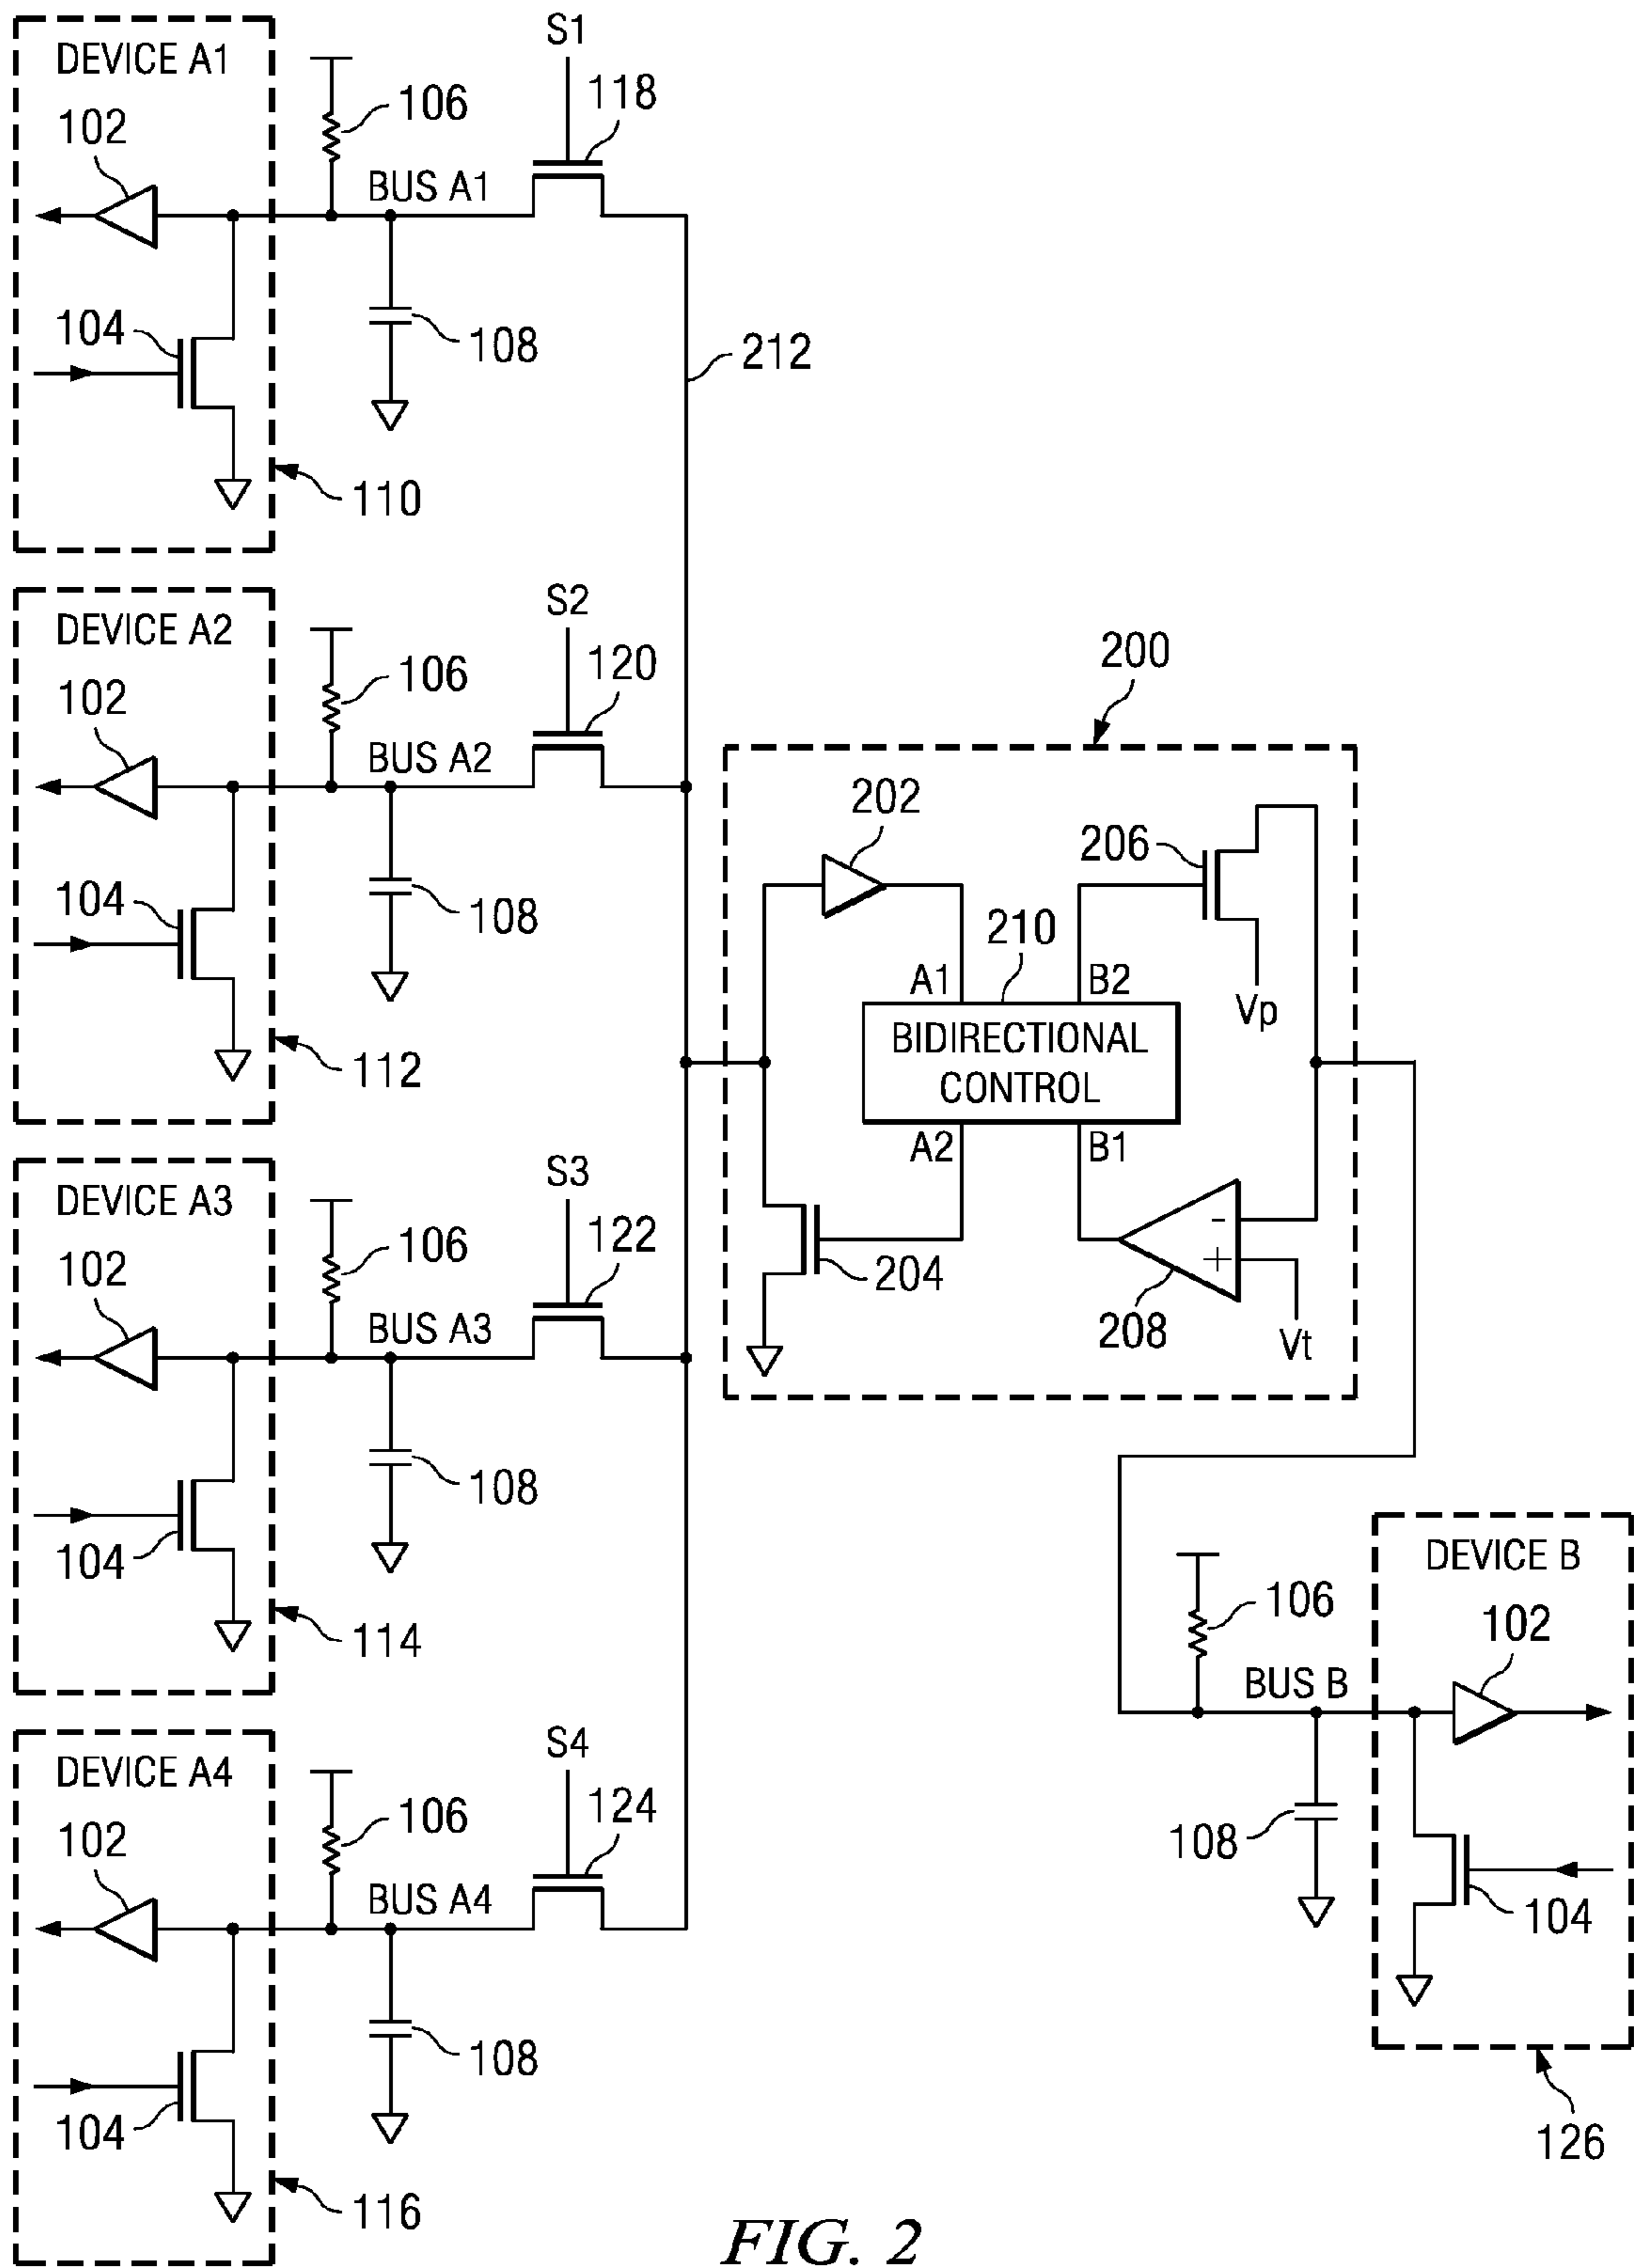 DEVICE A1
102
104
106
BUS A1
S1
118
108
110
212
DEVICE A2
102
104
106
BUS A2
S2
120
108
112
200
202
206
210
A1
B2
Vp
BIDIRECTIONAL
CONTROL
A2
B1
-
+
204
208
Vt
DEVICE A3
102
104
106
BUS A3
S3
122
108
114
DEVICE A4
102
104
106
BUS A4
S4
124
108
116
DEVICE B
106
102
BUS B
108
104
126
FIG. 2